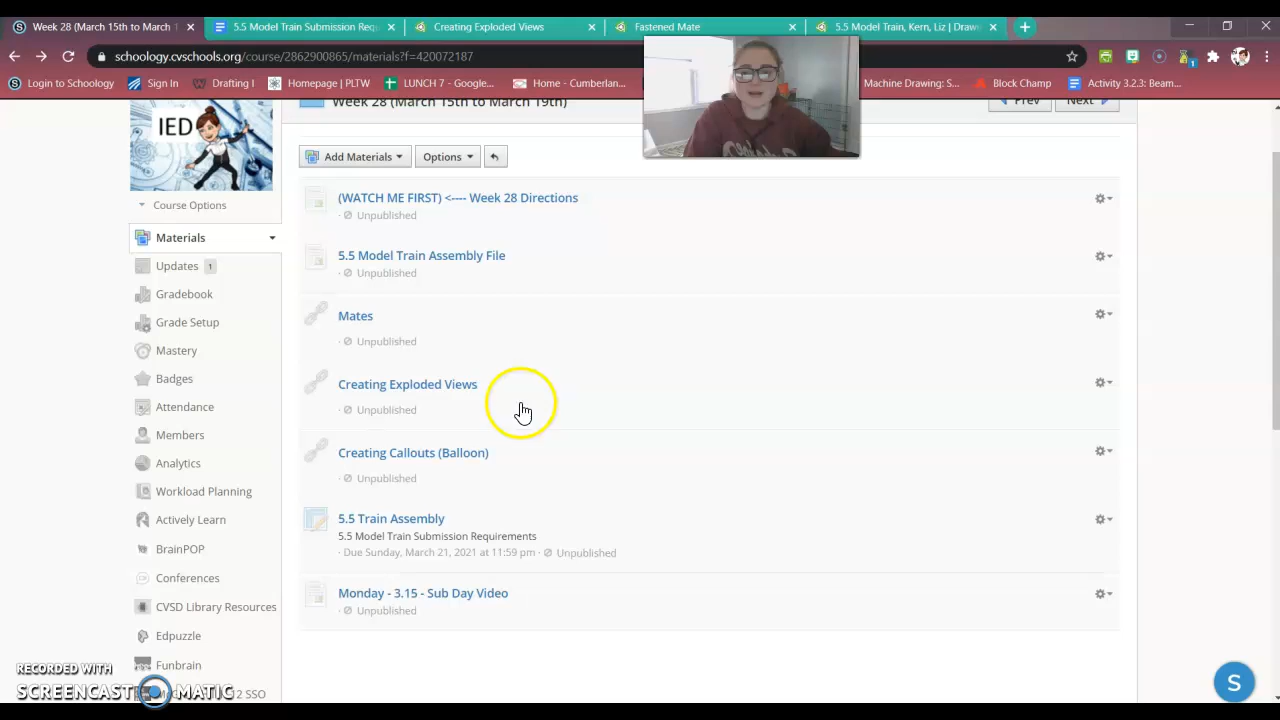 Week 28 (March 15th to March 1
5.5 Model Train Submission Requ
Creating Exploded Views
Fastened Mate
5.5 Model Train, Kern, Liz | Draw
schoology.cvschools.org/course/2862900865/materials?f=420072187
1
Login to Schoology
Sign In
Drafting I
Homepage | PLTW
LUNCH 7 - Google...
Home - Cumberlan...
Machine Drawing: S...
Block Champ
Activity 3.2.3: Beam...
Week 28 (March 15th to March 19th)
Prev
Next
IED
Add Materials
Options
Course Options
(WATCH ME FIRST) <---- Week 28 Directions
· Unpublished
Materials
5.5 Model Train Assembly File
Updates 1
· Unpublished
Gradebook
Mates
Grade Setup
· Unpublished
Mastery
Badges
Creating Exploded Views
Attendance
· Unpublished
Members
Creating Callouts (Balloon)
Analytics
· Unpublished
Workload Planning
Actively Learn
5.5 Train Assembly
5.5 Model Train Submission Requirements
BrainPOP
· Due Sunday, March 21, 2021 at 11:59 pm · Unpublished
Conferences
Monday - 3.15 - Sub Day Video
CVSD Library Resources
· Unpublished
Edpuzzle
Funbrain
RECORDED WITH
SCREENCAST MATIC
2 SSO
S